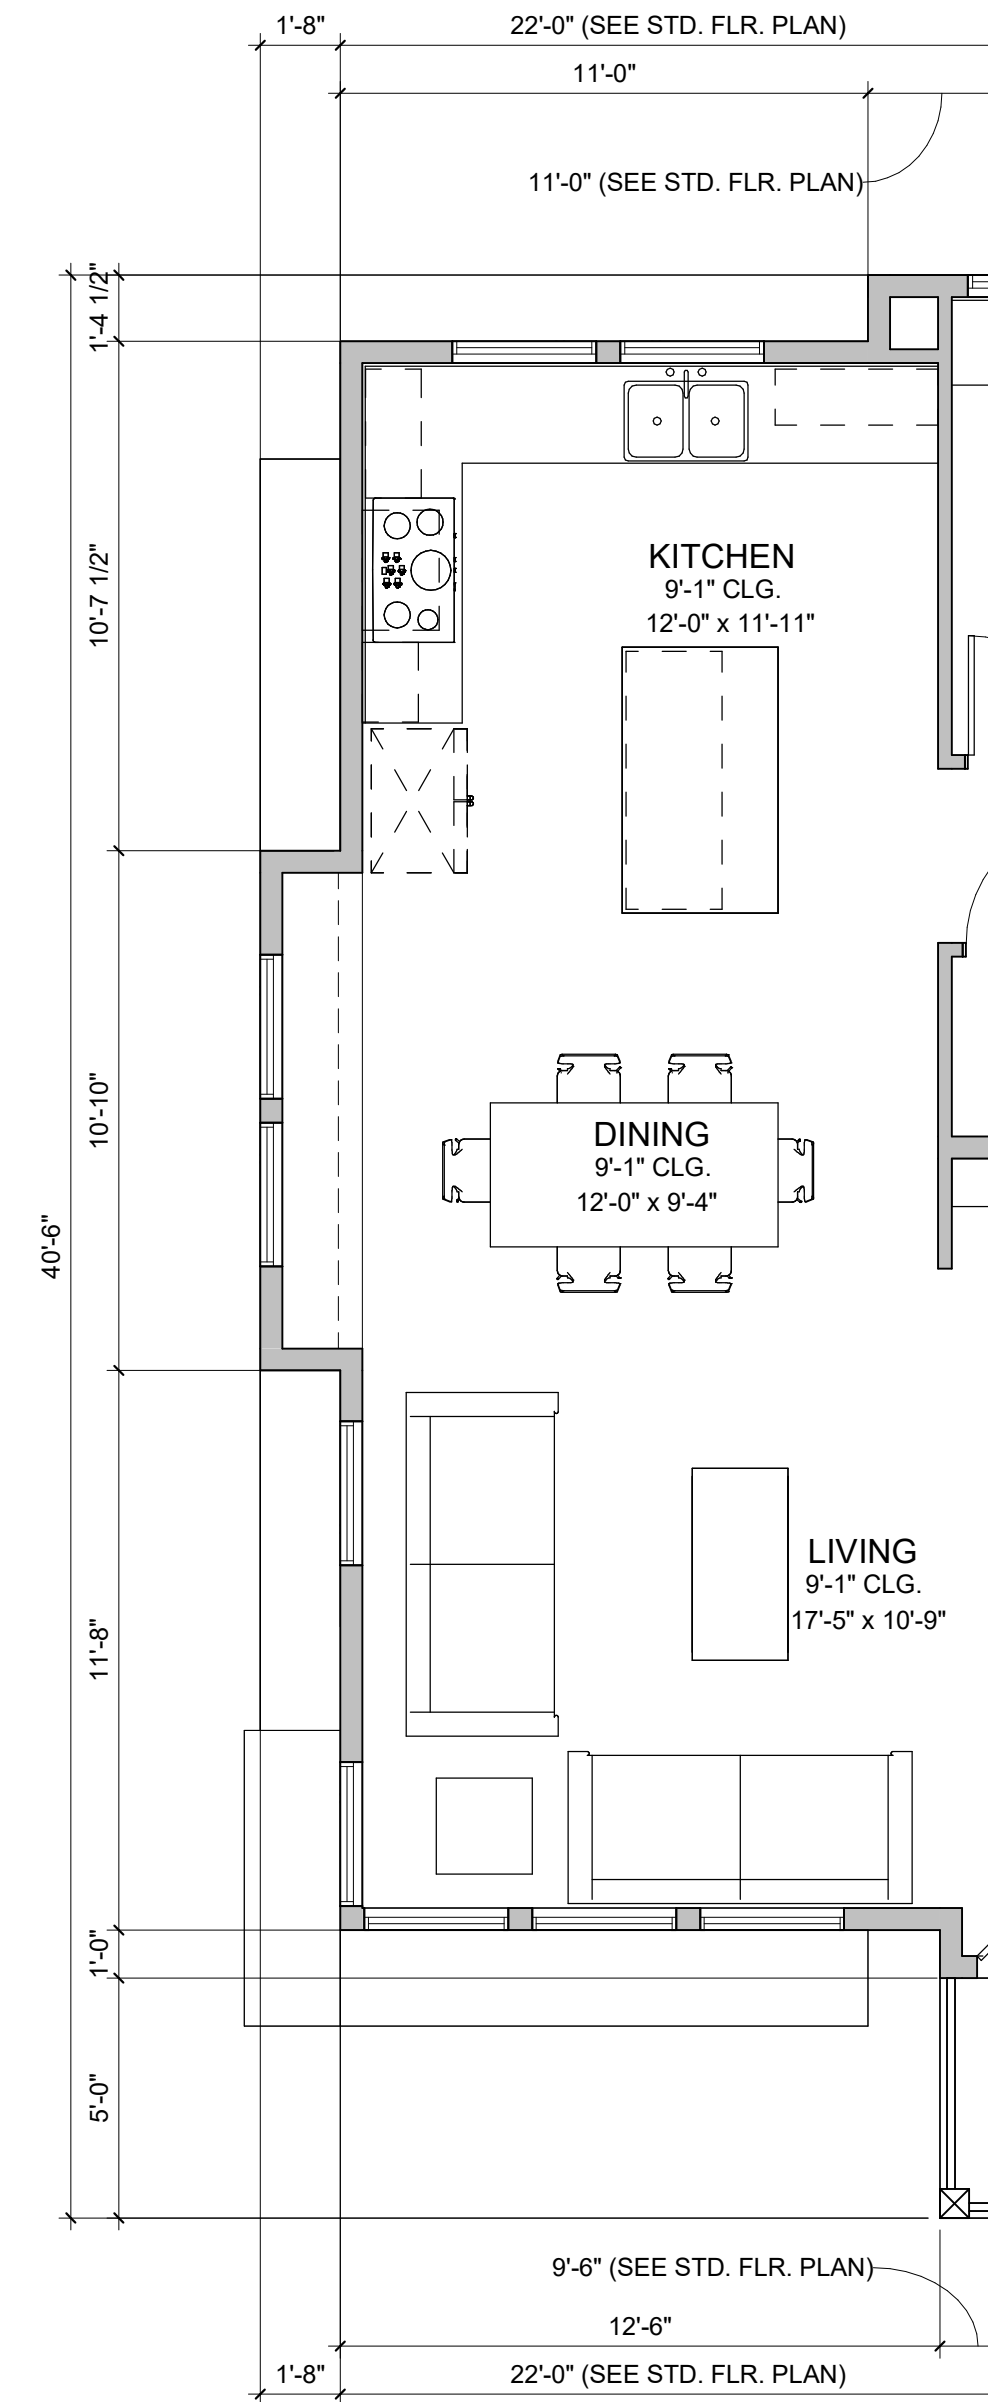 1'-8"
22'-0" (SEE STD. FLR. PLAN)
11'-0"
11'-0" (SEE STD. FLR. PLAN)
1'-4 1/2"
10'-7 1/2"
KITCHEN
9'-1" CLG.
12'-0" x 11'-11"
10'-10"
DINING
9'-1" CLG.
12'-0" x 9'-4"
40'-6"
LIVING
9'-1" CLG.
17'-5" x 10'-9"
11'-8"
1'-0"
5'-0"
9'-6" (SEE STD. FLR. PLAN)
12'-6"
1'-8"
22'-0" (SEE STD. FLR. PLAN)